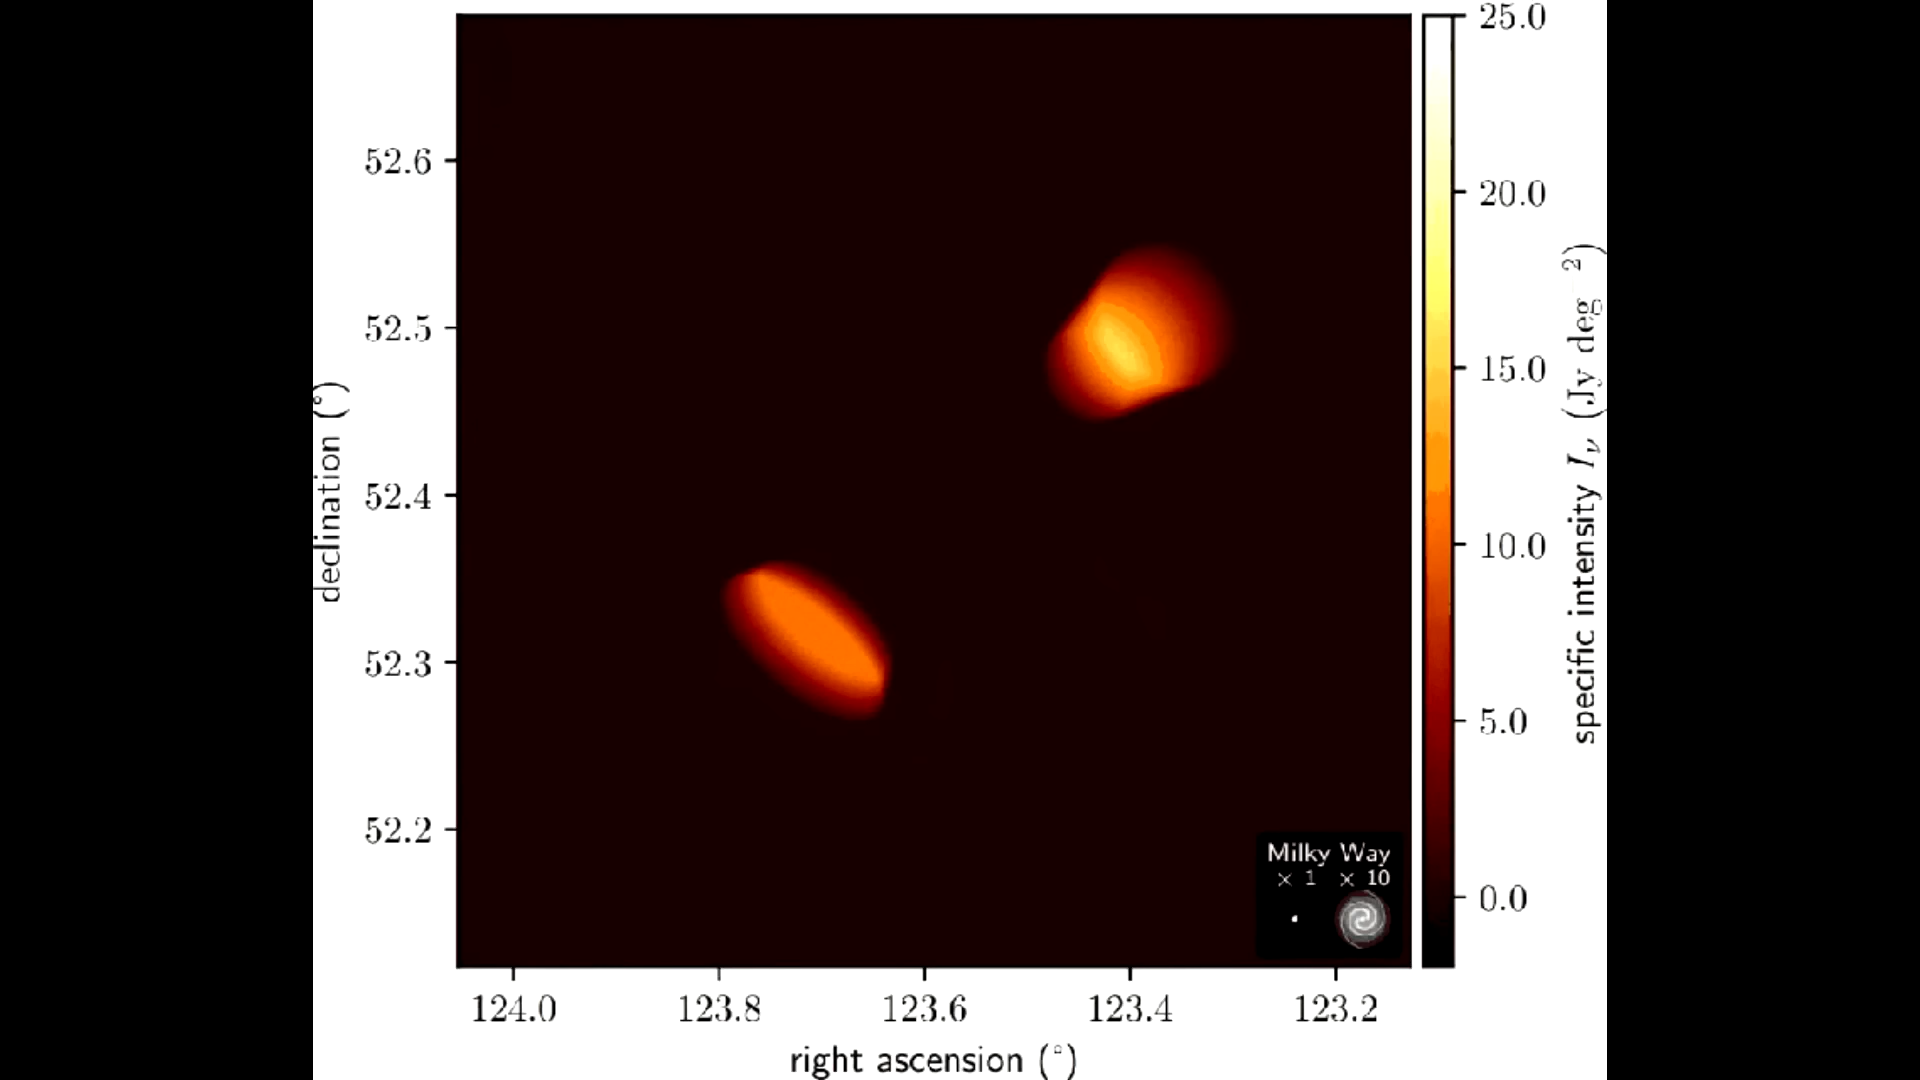 25.0
52.6
20.0
52.5
15.0
declination (°)
52.4
specific intensity Iν (Jy deg−2)
10.0
52.3
5.0
52.2
Milky Way
× 1 × 10
0.0
124.0 123.8 123.6 123.4 123.2
right ascension (°)